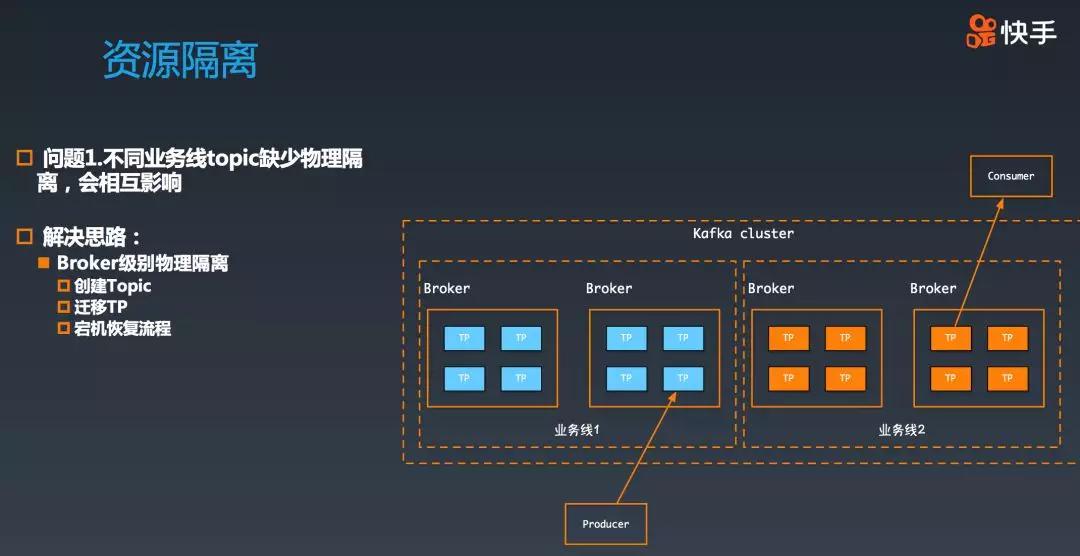 快手
资源隔离
问题1.不同业务线topic缺少物理隔
离，会相互影响
解决思路：
Broker级别物理隔离
创建Topic
迁移TP
宕机恢复流程
Consumer
Kafka cluster
Broker Broker Broker Broker
TP TP TP TP TP TP TP TP
TP TP TP TP TP TP TP TP
业务线1 业务线2
Producer